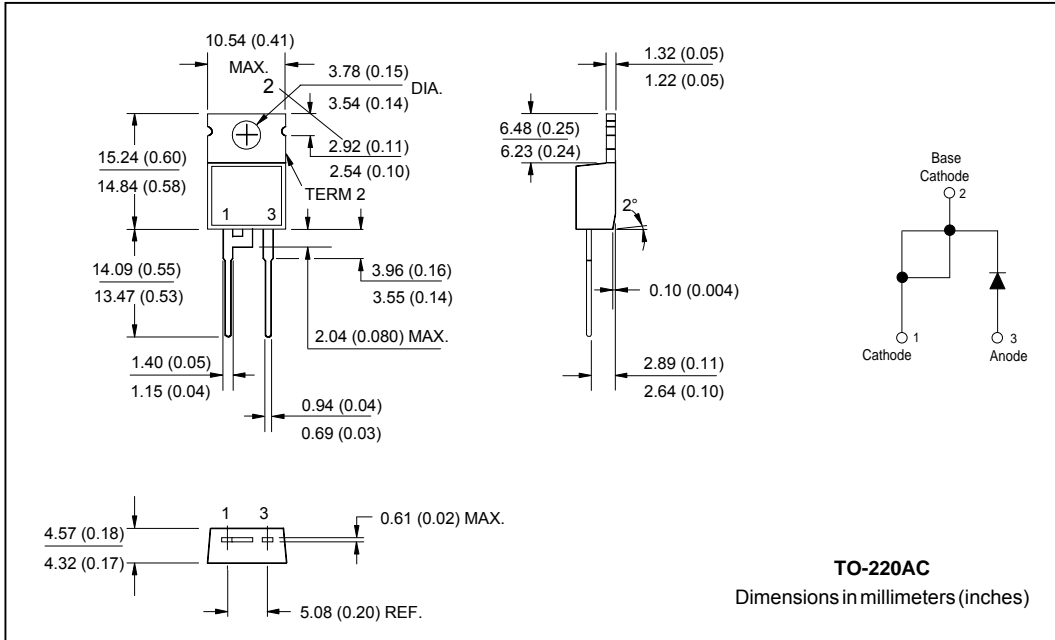 10.54 (0.41)
MAX.
2
3.78 (0.15)
3.54 (0.14)
DIA.
15.24 (0.60)
14.84 (0.58)
2.92 (0.11)
2.54 (0.10)
TERM 2
1 3
14.09 (0.55)
13.47 (0.53)
3.96 (0.16)
3.55 (0.14)
2.04 (0.080) MAX.
1.40 (0.05)
1.15 (0.04)
0.94 (0.04)
0.69 (0.03)
1.32 (0.05)
1.22 (0.05)
6.48 (0.25)
6.23 (0.24)
2°
0.10 (0.004)
2.89 (0.11)
2.64 (0.10)
Base
Cathode
2
1
Cathode
3
Anode
1 3
4.57 (0.18)
4.32 (0.17)
0.61 (0.02) MAX.
5.08 (0.20) REF.
TO-220AC
Dimensions in millimeters (inches)